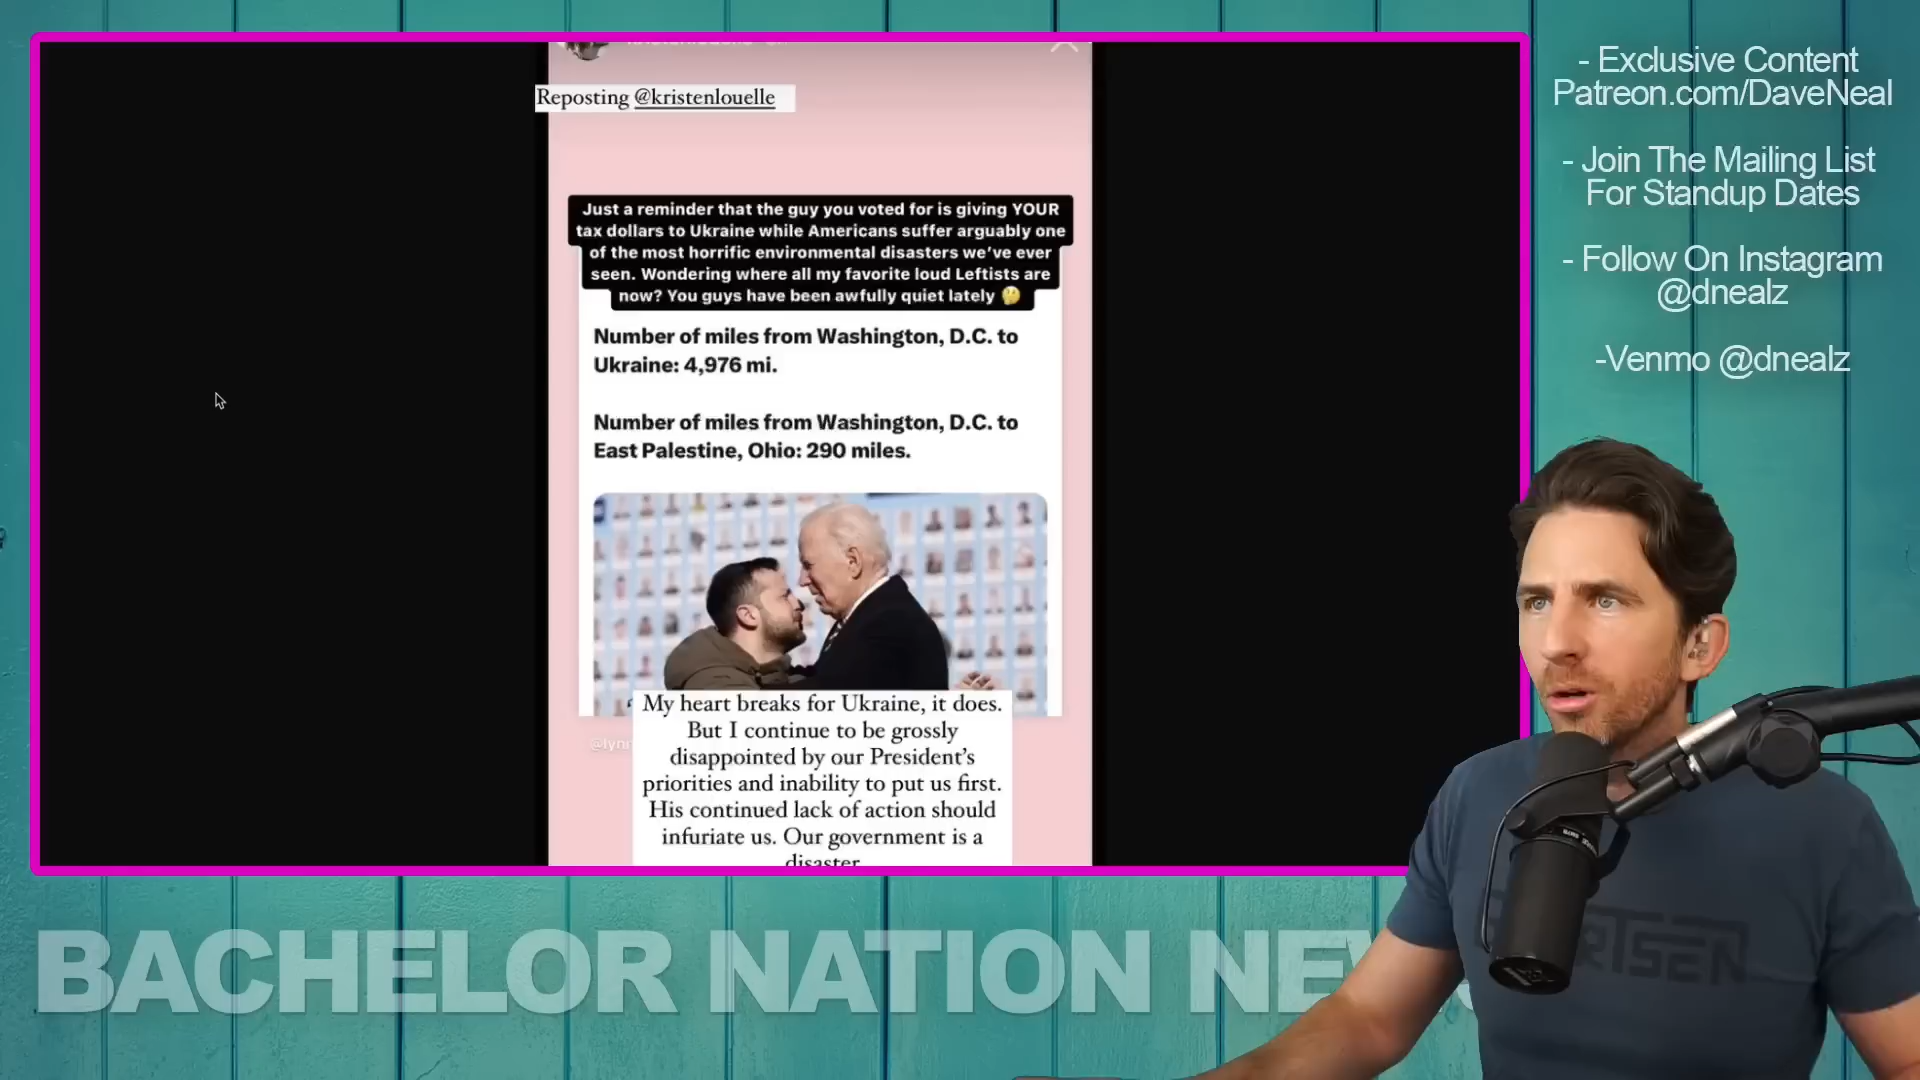 Reposting @kristenlouelle
Just a reminder that the guy you voted for is giving YOUR
tax dollars to Ukraine while Americans suffer arguably one
of the most horrific environmental disasters we've ever
seen. Wondering where all my favorite loud Leftists are
now? You guys have been awfully quiet lately 🤔
Number of miles from Washington, D.C. to
Ukraine: 4,976 mi.
Number of miles from Washington, D.C. to
East Palestine, Ohio: 290 miles.
My heart breaks for Ukraine, it does.
But I continue to be grossly
disappointed by our President's
priorities and inability to put us first.
His continued lack of action should
infuriate us. Our government is a
disaster
- Exclusive Content
Patreon.com/DaveNeal
- Join The Mailing List
For Standup Dates
- Follow On Instagram
@dnealz
-Venmo @dnealz
BACHELOR NATION